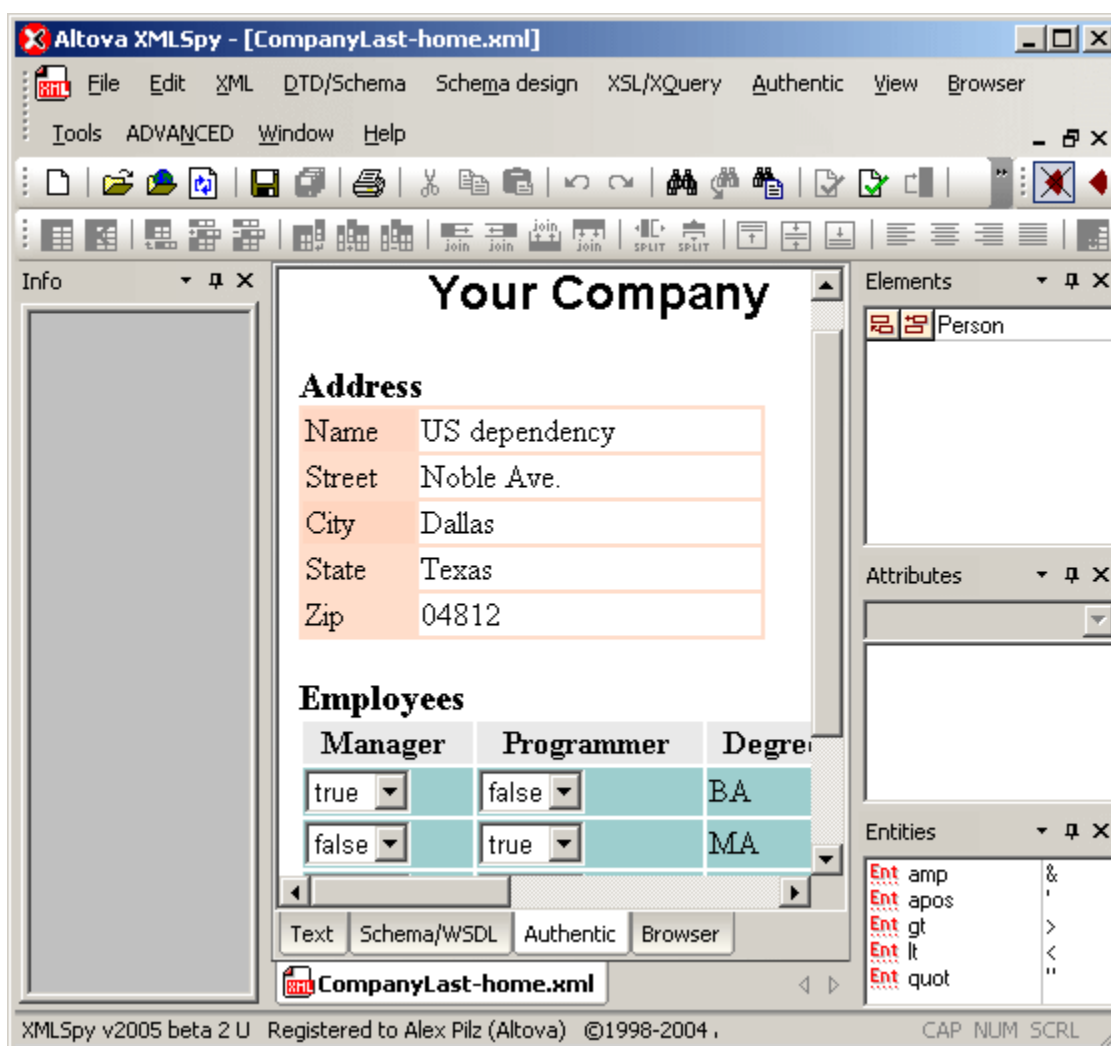 Altova XMLSpy - [CompanyLast-home.xml]
File Edit XML DTD/Schema Schema design XSL/XQuery Authentic View Browser
Tools ADVANCED Window Help
join join join join SPLIT SPLIT
Info
Your Company
Address
Name US dependency
Street Noble Ave.
City Dallas
State Texas
Zip 04812
Employees
Manager Programmer Degre
true false BA
false true MA
Text Schema/WSDL Authentic Browser
CompanyLast-home.xml
Elements
Person
Attributes
Entities
Ent amp &
Ent apos '
Ent gt >
Ent lt <
Ent quot "
XMLSpy v2005 beta 2 U Registered to Alex Pilz (Altova) ©1998-2004 CAP NUM SCRL